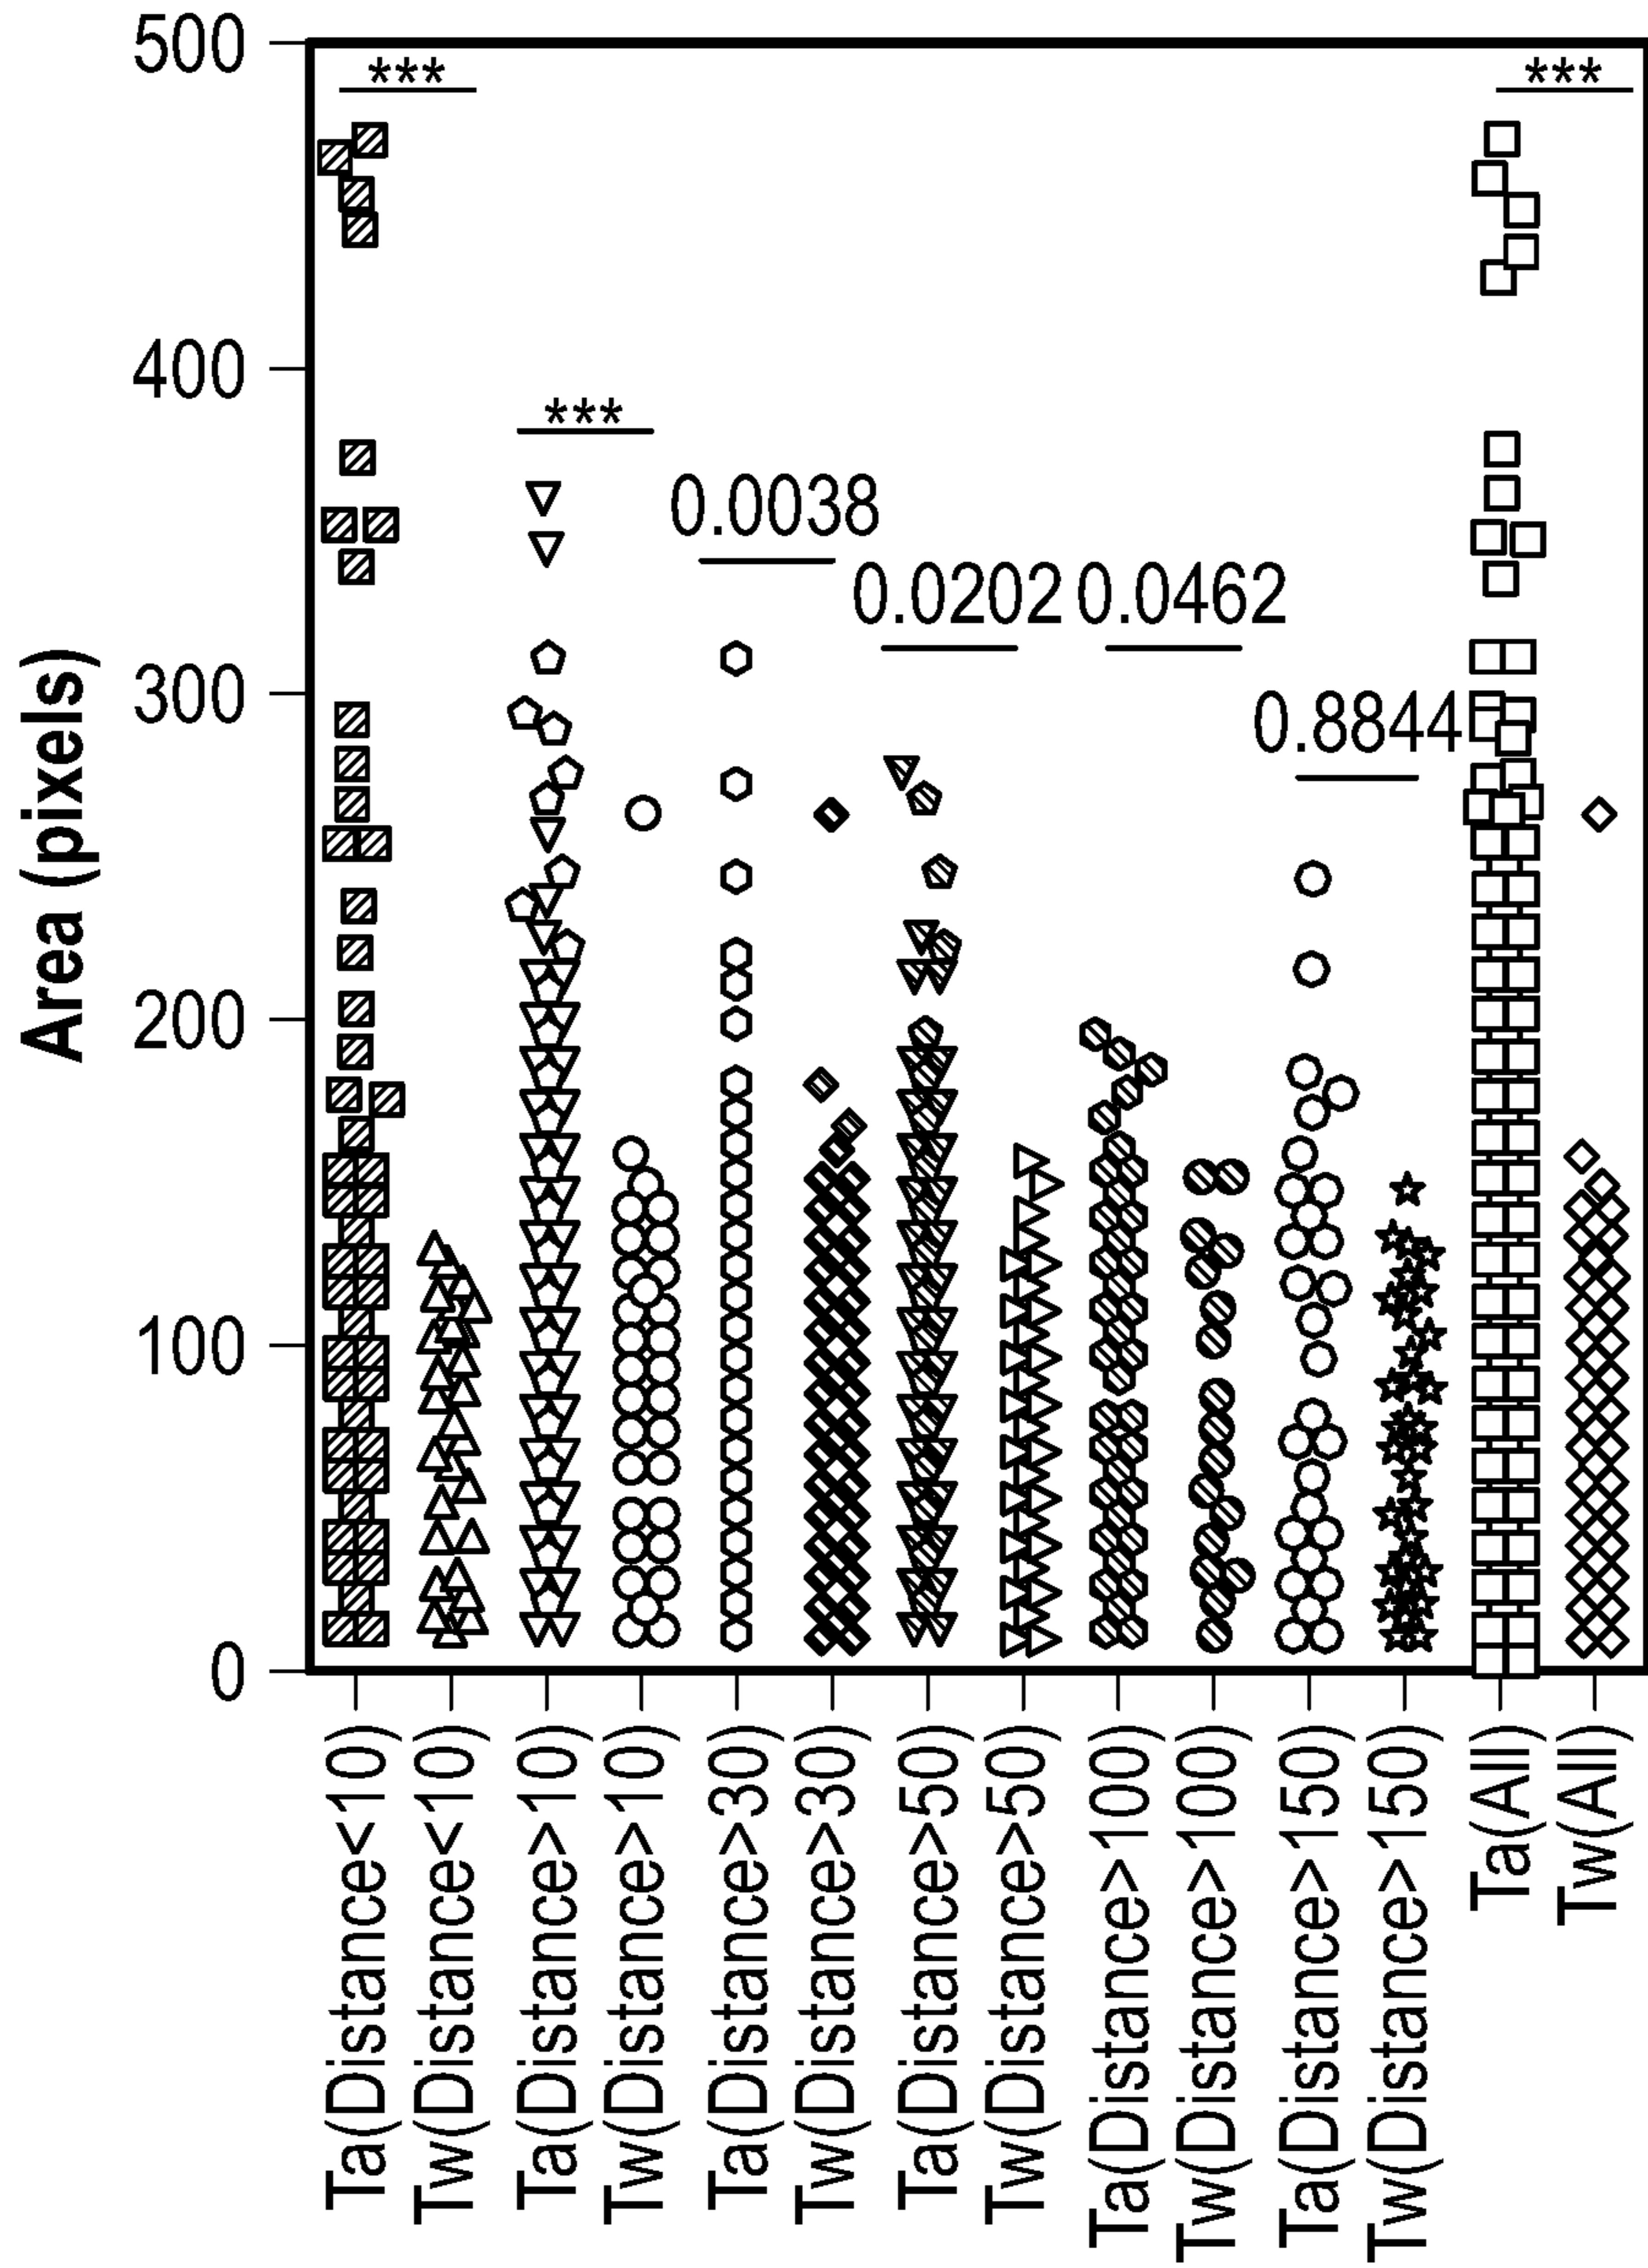 Area (pixels)
500
400
300
200
100
0
***
***
***
0.0038
0.0202
0.0462
0.8844
Ta(Distance<10)
Tw(Distance<10)
Ta(Distance>10)
Tw(Distance>10)
Ta(Distance>30)
Tw(Distance>30)
Ta(Distance>50)
Tw(Distance>50)
Ta(Distance>100)
Tw(Distance>100)
Ta(Distance>150)
Tw(Distance>150)
Ta(All)
Tw(All)